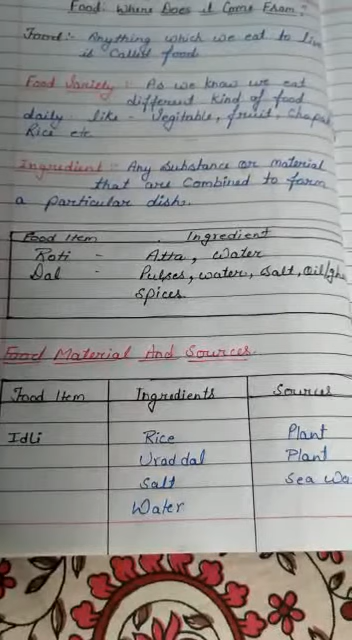 Food: Where Does it Come From?
Food:- Anything which we eat to live
is Called food
Food Variety: As we know we eat
different kind of food
daily like - Vegitable, fruit, Chapati
Rice etc
Ingredient:- Any substance or material
that are Combined to form
a particular dish.
Food Item Ingredient
Roti - Atta, water
Dal - Pulses, water, salt, Oil/ghe
spices.
Food Material And Sources.
Food Item Ingredients Sources
Idli Rice Plant
Urad dal Plant
Salt Sea Wa
Water